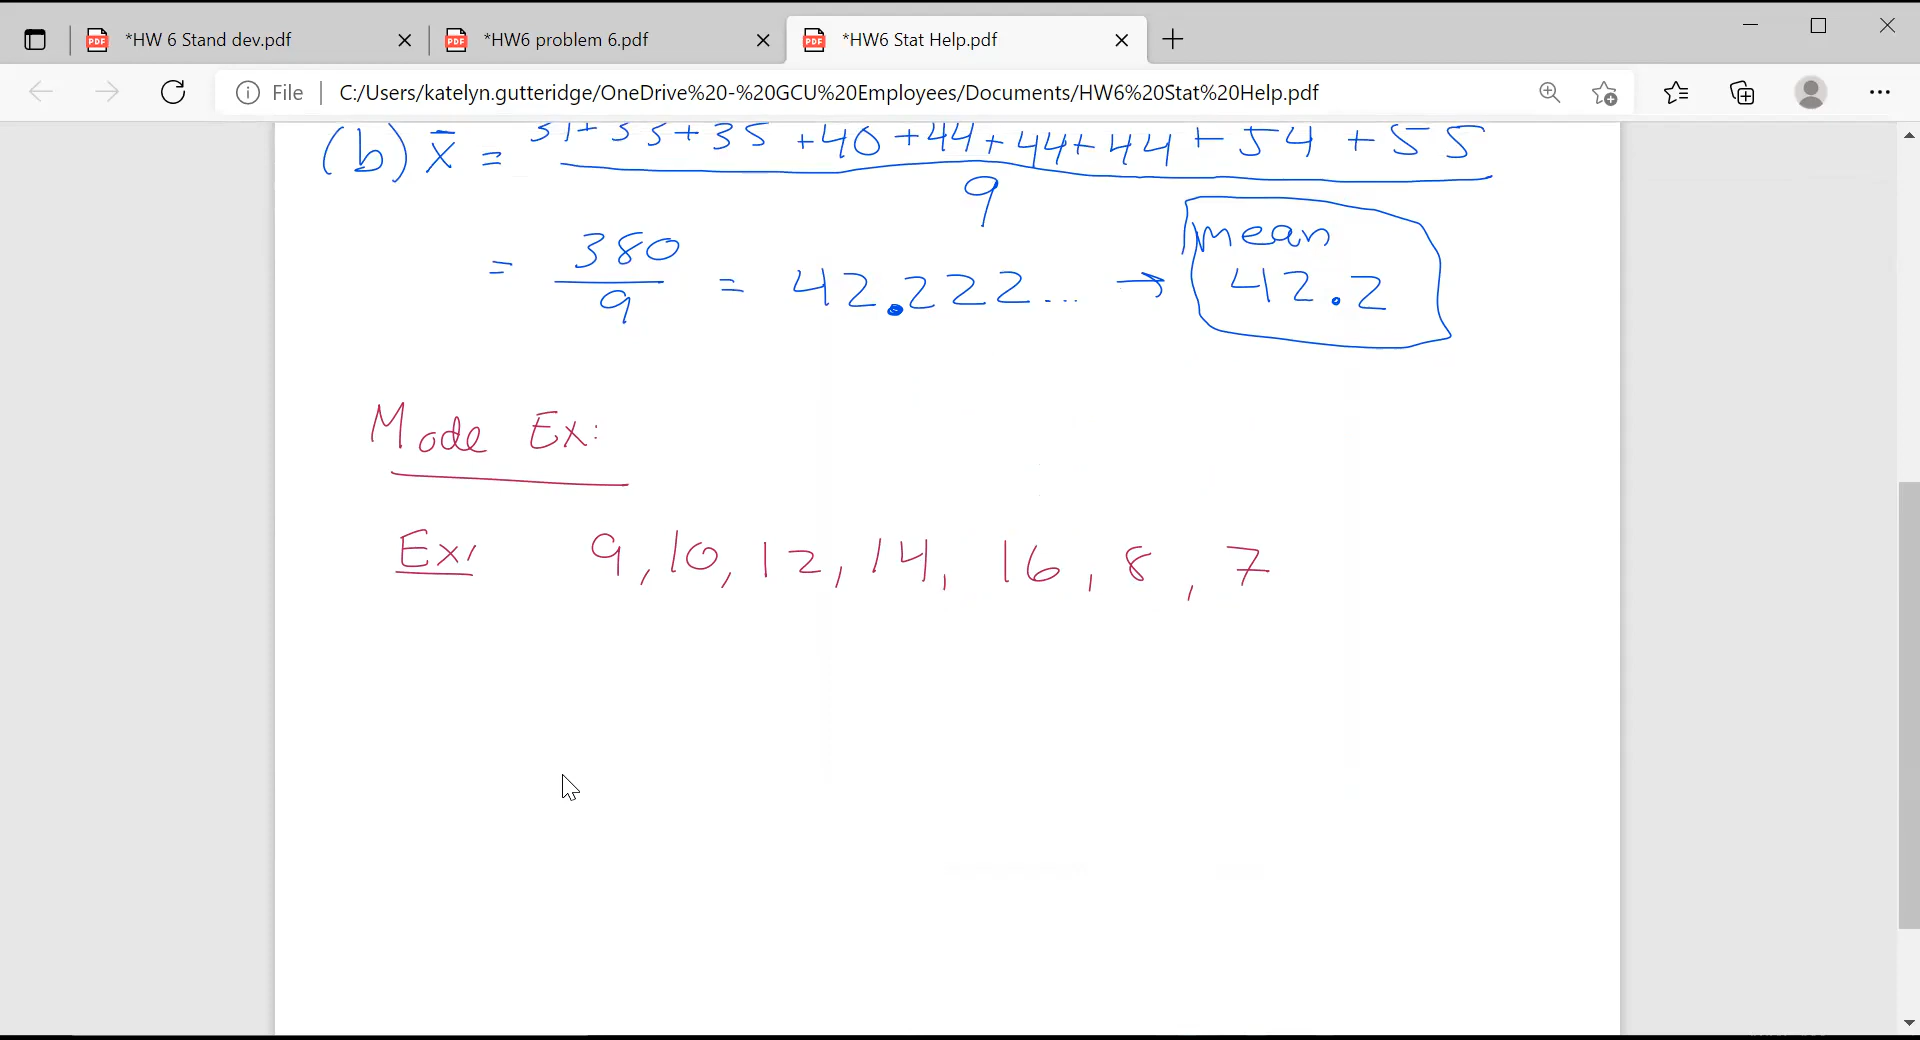 *HW 6 Stand dev.pdf
*HW6 problem 6.pdf
*HW6 Stat Help.pdf
File
C:/Users/katelyn.gutteridge/OneDrive%20-%20GCU%20Employees/Documents/HW6%20Stat%20Help.pdf
(b) x̄ = 31+ 35+ 35 +40 +44+ 44+ 44 + 54 + 55
9
= 380/9 = 42.222... → mean 42.2
Mode Ex:
Ex: 9, 10, 12, 14, 16, 8, 7